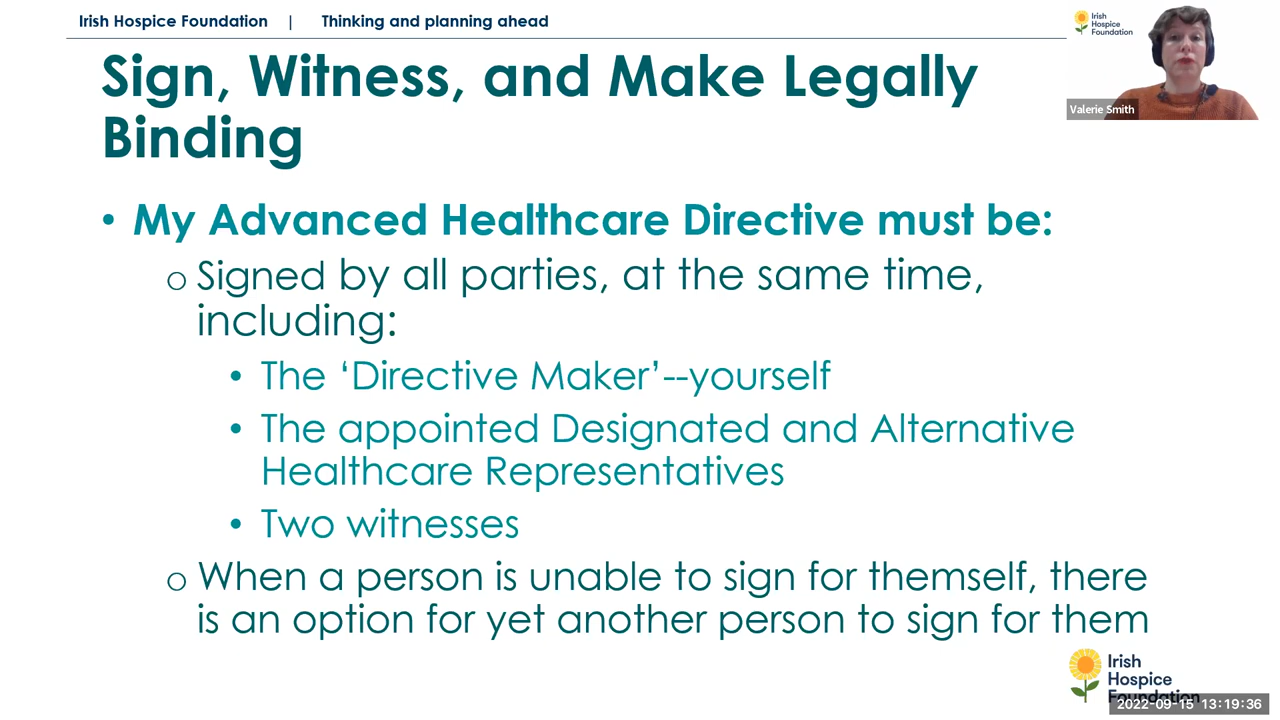 Irish Hospice Foundation | Thinking and planning ahead
Irish
Hospice
Foundation
Valerie Smith
Sign, Witness, and Make Legally
Binding
• My Advanced Healthcare Directive must be:
o Signed by all parties, at the same time,
including:
• The ‘Directive Maker’--yourself
• The appointed Designated and Alternative
Healthcare Representatives
• Two witnesses
o When a person is unable to sign for themself, there
is an option for yet another person to sign for them
Irish
Hospice
Foundation
2022-09-15 13:19:36